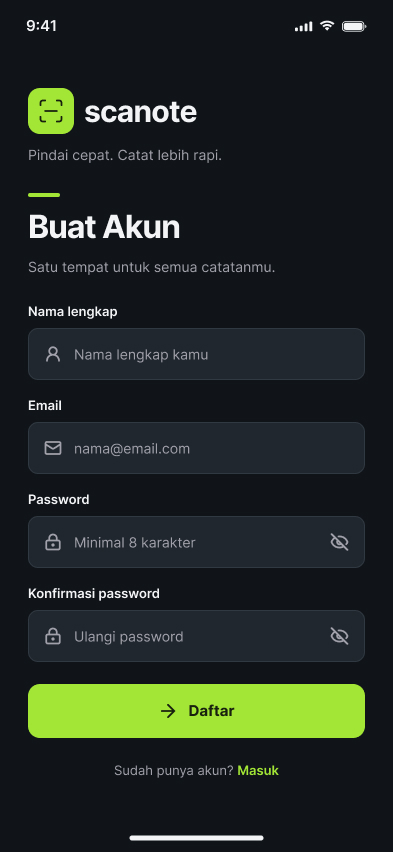 9:41
scanote
Pindai cepat. Catat lebih rapi.
Buat Akun
Satu tempat untuk semua catatanmu.
Nama lengkap
Nama lengkap kamu
Email
nama@email.com
Password
Minimal 8 karakter
Konfirmasi password
Ulangi password
Daftar
Sudah punya akun? Masuk